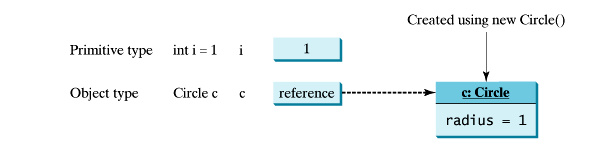 Created using new Circle()
Primitive type int i = 1 i 1
Object type Circle c c reference c: Circle
radius = 1